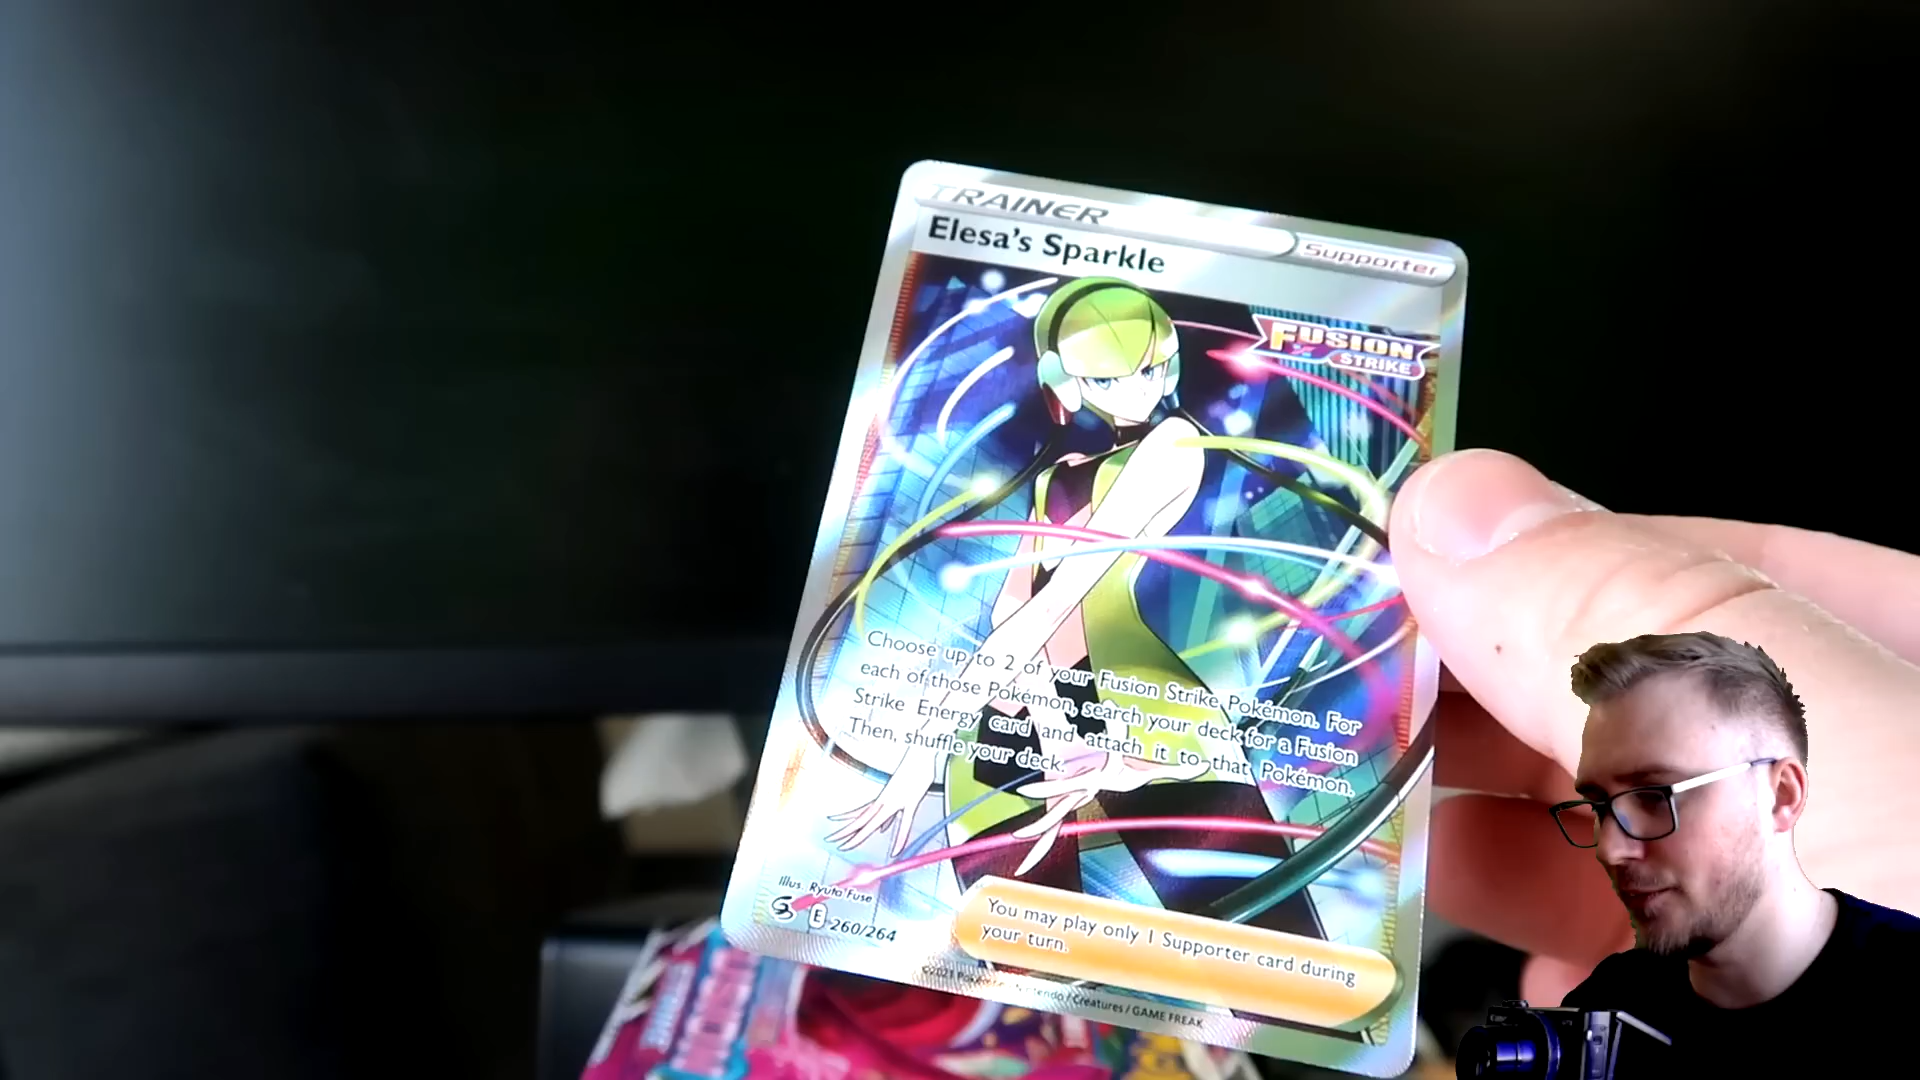 TRAINER
Elesa's Sparkle
Supporter
FUSION
STRIKE
Choose up to 2 of your Fusion Strike Pokémon. For
each of those Pokémon, search your deck for a Fusion
Strike Energy card and attach it to that Pokémon.
Then, shuffle your deck.
Illus. Ryuta Fuse
E 260/264
You may play only 1 Supporter card during
your turn.
©2021 Pokémon / Nintendo / Creatures / GAME FREAK